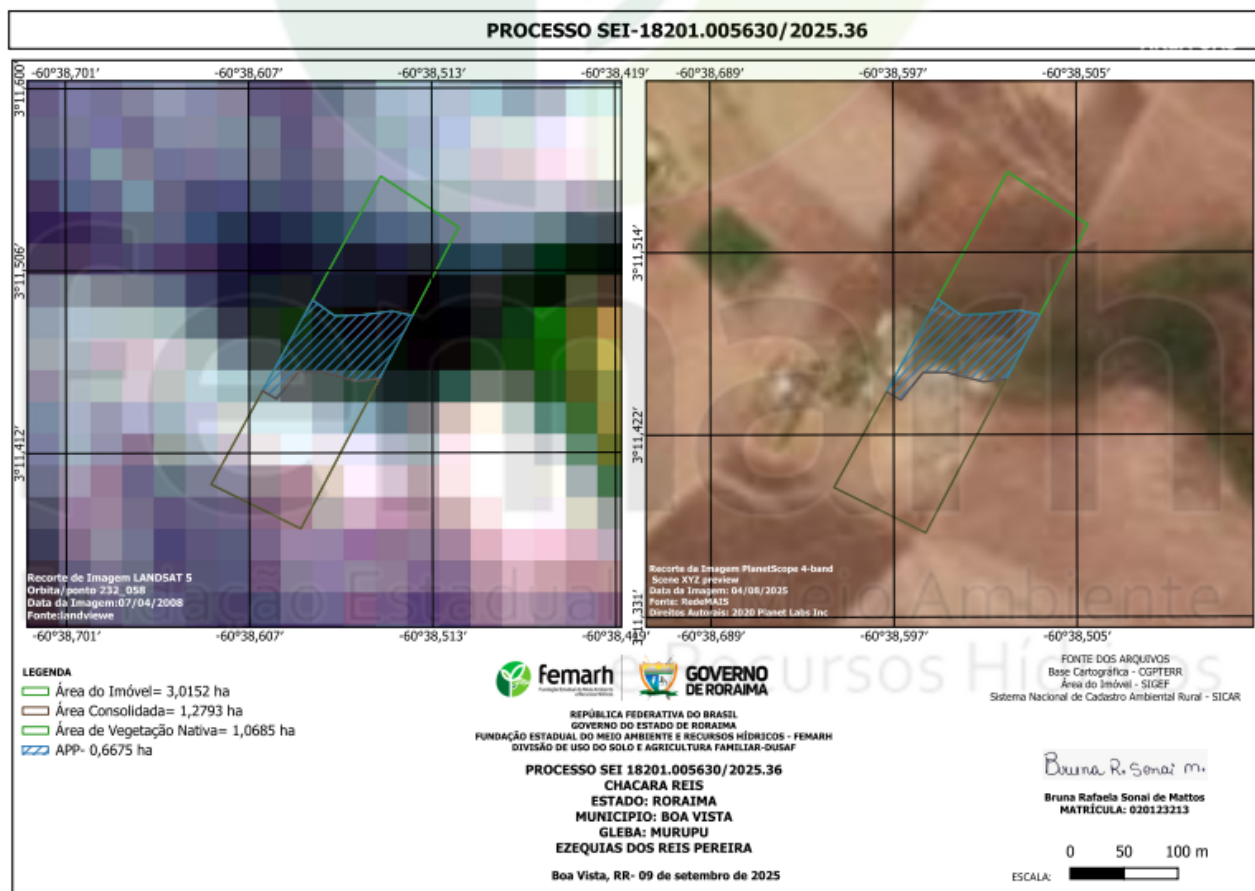 PROCESSO SEI-18201.005630/2025.36
-60°38,701′ -60°38,607′ -60°38,513′ -60°38,419′
-60°38,689′ -60°38,597′ -60°38,505′
3°11,600′
3°11,506′
3°11,412′
3°11,514′
3°11,422′
3°11,331′
Recorte de Imagem LANDSAT 5
Orbita/ponto 232_058
Data da Imagem:07/04/2008
Fonte:landviewe
Recorte da Imagem PlanetScope 4-band
Scene XYZ preview
Data da Imagem: 04/08/2025
Fonte: RedeMAIS
Direitos Autorais: 2020 Planet Labs Inc
-60°38,701′ -60°38,607′ -60°38,513′ -60°38,419′
-60°38,689′ -60°38,597′ -60°38,505′
emarh
Estadual
Meio Ambiente
e Recursos Hídricos
LEGENDA
Área do Imóvel= 3,0152 ha
Área Consolidada= 1,2793 ha
Área de Vegetação Nativa= 1,0685 ha
APP- 0,6675 ha
femarh
GOVERNO
DE RORAIMA
REPÚBLICA FEDERATIVA DO BRASIL
GOVERNO DO ESTADO DE RORAIMA
FUNDAÇÃO ESTADUAL DO MEIO AMBIENTE E RECURSOS HÍDRICOS - FEMARH
DIVISÃO DE USO DO SOLO E AGRICULTURA FAMILIAR-DUSAF
PROCESSO SEI 18201.005630/2025.36
CHACARA REIS
ESTADO: RORAIMA
MUNICIPIO: BOA VISTA
GLEBA: MURUPU
EZEQUIAS DOS REIS PEREIRA
Boa Vista, RR- 09 de setembro de 2025
FONTE DOS ARQUIVOS
Base Cartográfica - CGPTERR
Área do Imóvel - SIGEF
Sistema Nacional de Cadastro Ambiental Rural - SICAR
Bruna R. Sonai M.
Bruna Rafaela Sonai de Mattos
MATRÍCULA: 020123213
0 50 100 m
ESCALA: